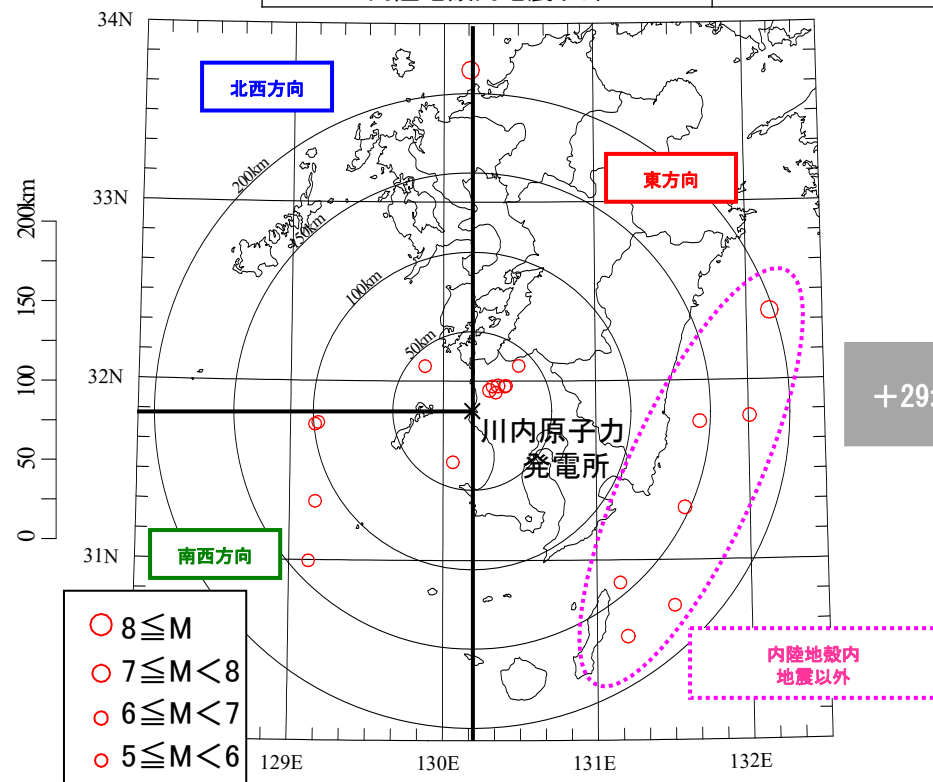 34N
北西方向
東方向
200km
33N
150km
100km
50km
200km
150
100
50
0
32N
川内原子力
発電所
+29
31N
南西方向
8≦M
7≦M<8
6≦M<7
5≦M<6
内陸地殻内
地震以外
129E
130E
131E
132E